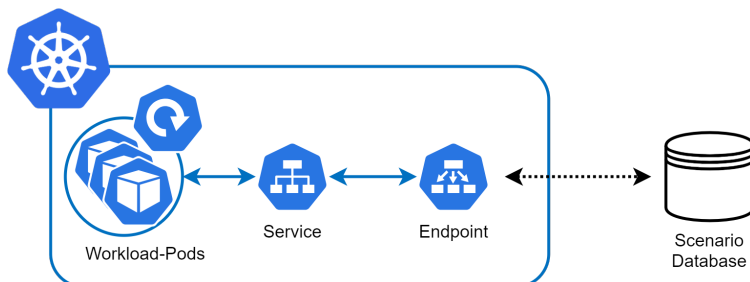 Workload-Pods
Service
Endpoint
Scenario
Database